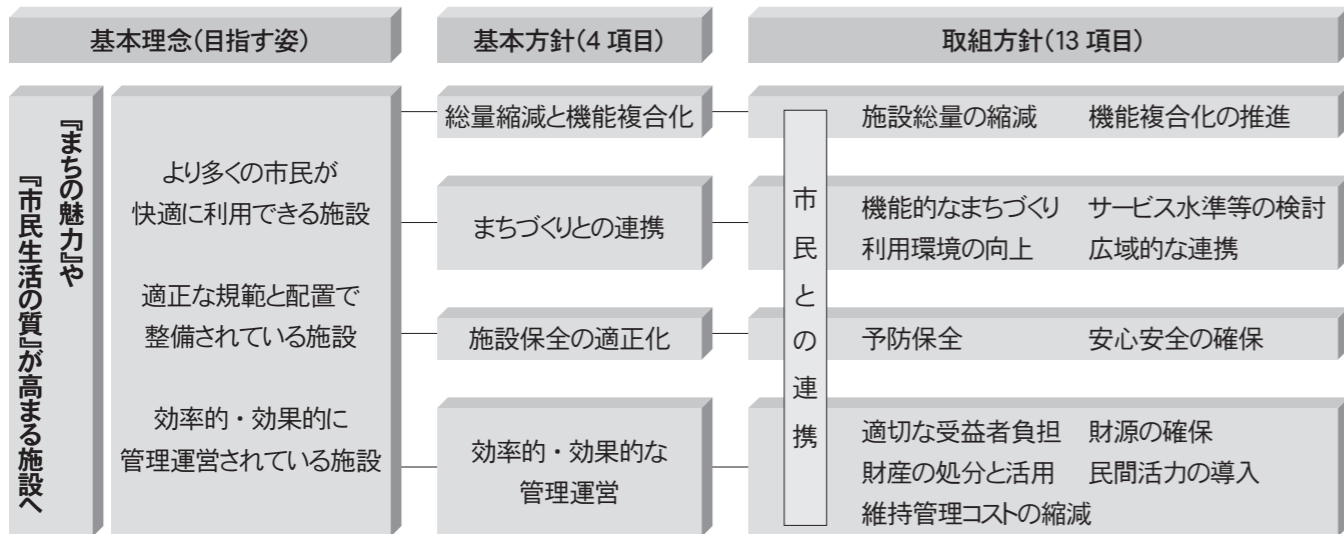 基本理念(目指す姿)
基本方針(4 項目)
取組方針(13 項目)
『まちの魅力』や
『市民生活の質』が高まる施設へ
より多くの市民が
快適に利用できる施設
適正な規範と配置で
整備されている施設
効率的・効果的に
管理運営されている施設
総量縮減と機能複合化
まちづくりとの連携
施設保全の適正化
効率的・効果的な
管理運営
市民との連携
施設総量の縮減 機能複合化の推進
機能的なまちづくり サービス水準等の検討
利用環境の向上 広域的な連携
予防保全 安心安全の確保
適切な受益者負担 財源の確保
財産の処分と活用 民間活力の導入
維持管理コストの縮減